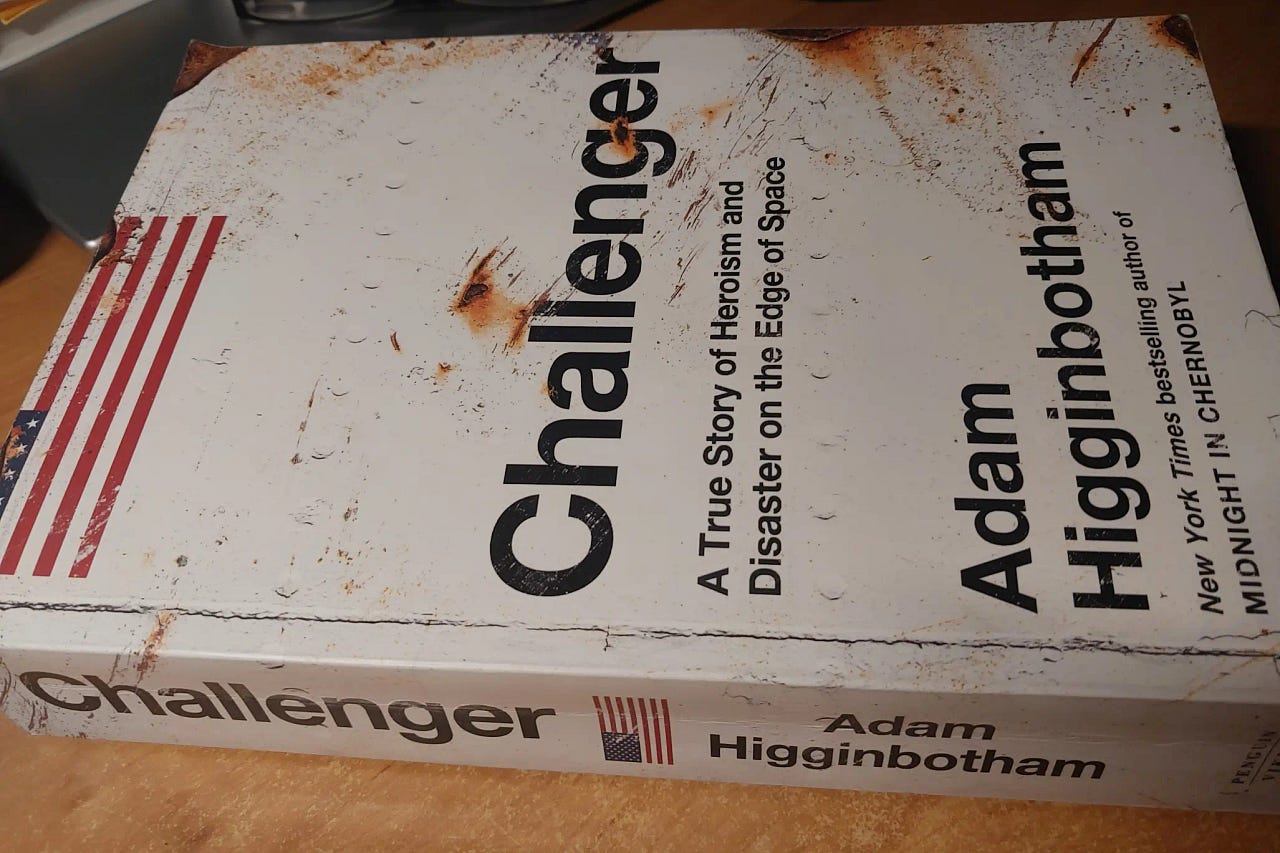 Challenger
A True Story of Heroism and
Disaster on the Edge of Space
Adam
Higginbotham
New York Times bestselling author of
MIDNIGHT IN CHERNOBYL
Challenger
Adam
Higginbotham
PENGUIN